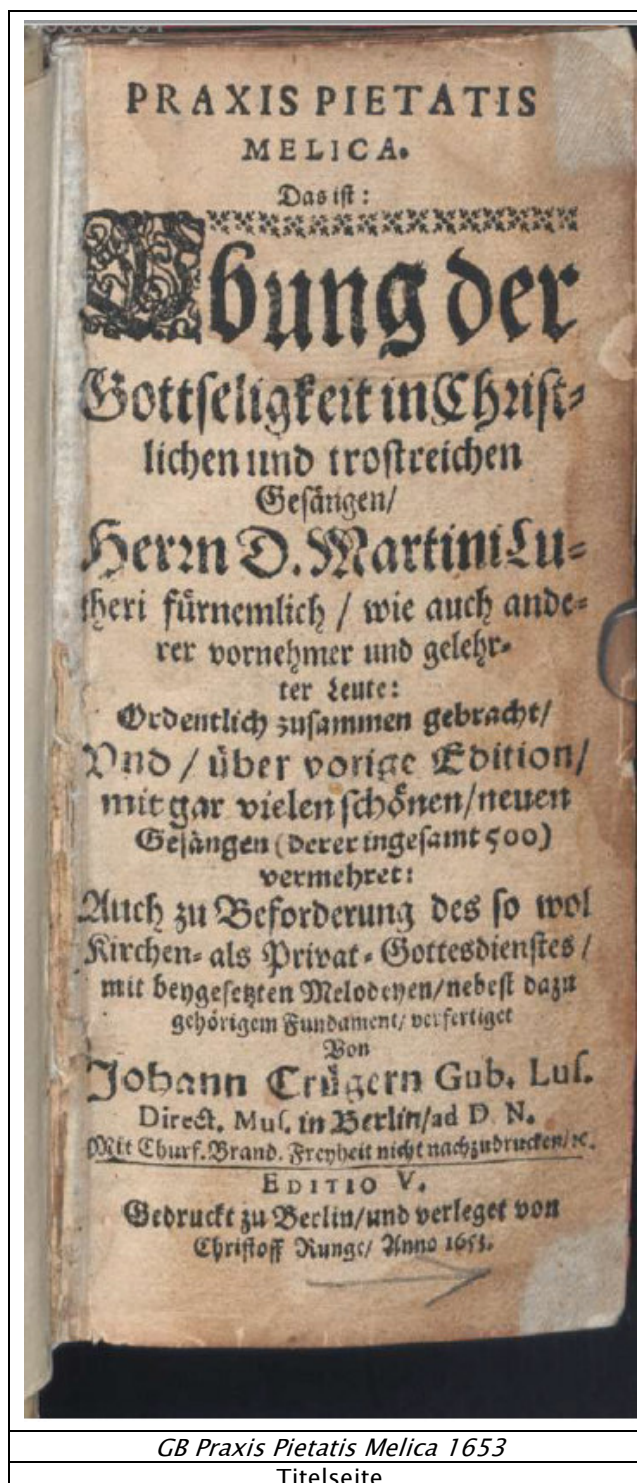 PRAXIS PIETATIS
MELICA.
Das ist:
Ubung der
Gottseligkeit in Christ-
lichen und trostreichen
Gesängen/
Herrn D. Martini Lu-
theri fürnemlich / wie auch ande-
rer vornehmer und gelehr-
ter Leute:
Ordentlich zusammen gebracht/
Vnd / über vorige Edition/
mit gar vielen schönen/neuen
Gesängen (derer ingesamt 500)
vermehret:
Auch zu Beforderung des so wol
Kirchen- als Privat-Gottesdienstes /
mit beygesetzten Melodeyen/nebest dazu
gehörigem Fundament/ verfertiget
Von
Johann Crügern Gub. Lus.
Direct. Mus. in Berlin/ad D. N.
Mit Churf. Brand. Freyheit nicht nachzudrucken/ꝛc.
EDITIO V.
Gedruckt zu Berlin/und verleget von
Christoff Runge/ Anno 1653.
GB Praxis Pietatis Melica 1653
Titelseite